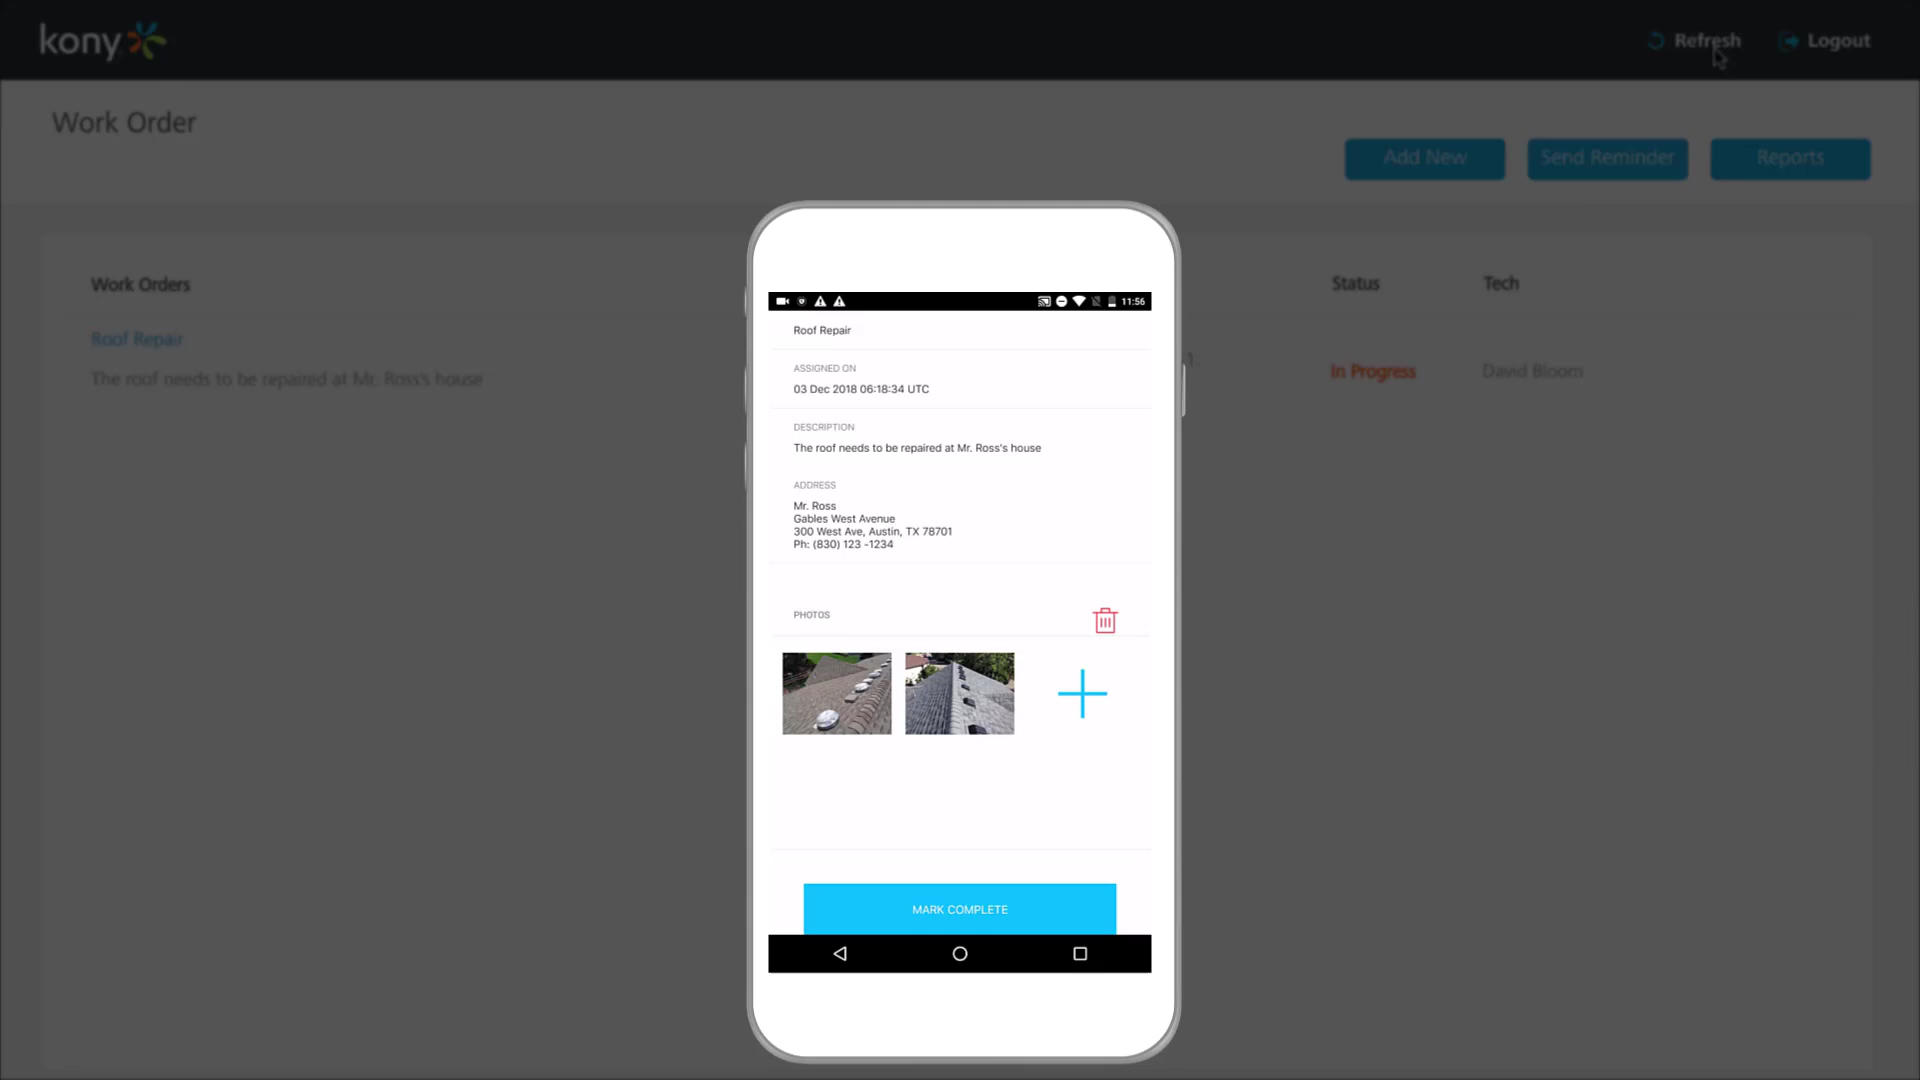 kony
Refresh
Logout
Work Order
Add New
Send Reminder
Reports
Work Orders
Status
Tech
Roof Repair
The roof needs to be repaired at Mr. Ross's house
1.
In Progress
David Bloom
11:56
Roof Repair
ASSIGNED ON
03 Dec 2018 06:18:34 UTC
DESCRIPTION
The roof needs to be repaired at Mr. Ross's house
ADDRESS
Mr. Ross
Gables West Avenue
300 West Ave, Austin, TX 78701
Ph: (830) 123 -1234
PHOTOS
MARK COMPLETE